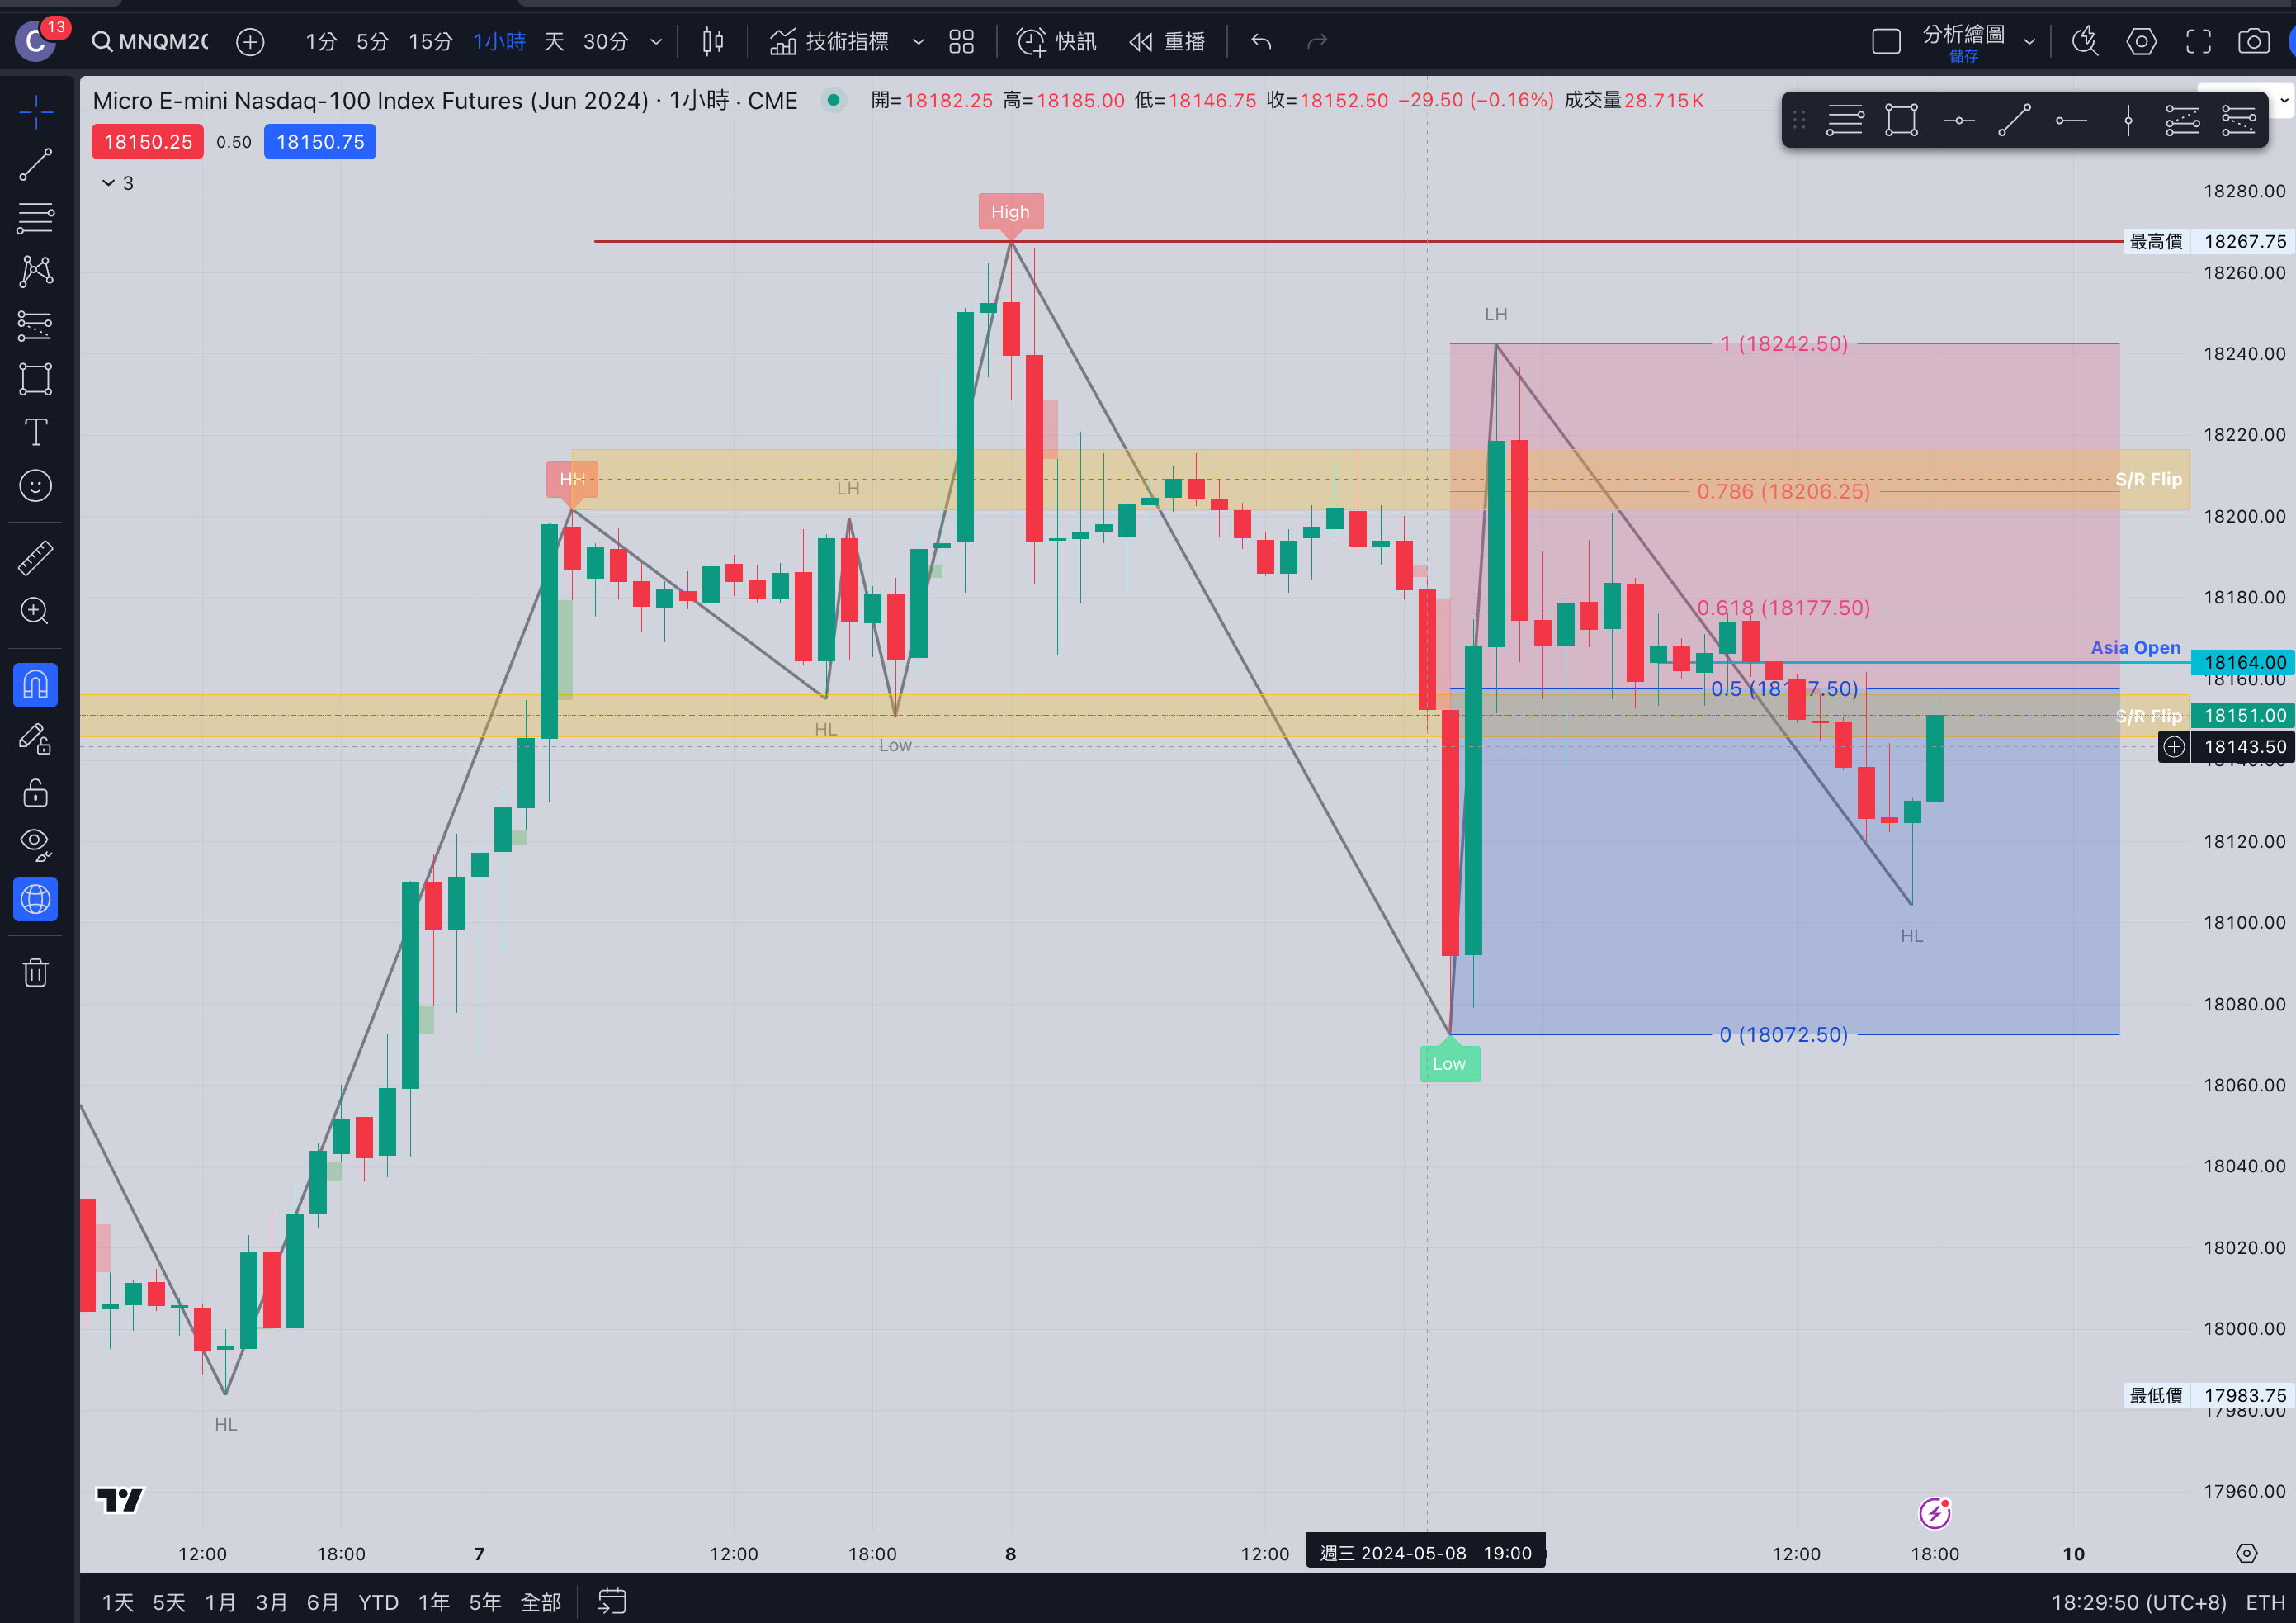 C 13 MNQM20 1分 5分 15分 1小時 天 30分 技術指標 快訊 重播 分析繪圖
儲存
Micro E-mini Nasdaq-100 Index Futures (Jun 2024) · 1小時 · CME 開=18182.25 高=18185.00 低=18146.75 收=18152.50 −29.50 (−0.16%) 成交量28.715K
18150.25 0.50 18150.75
3
18280.00
High
最高價 18267.75
18260.00
LH
1 (18242.50)
18240.00
18220.00
HH
S/R Flip
LH
0.786 (18206.25)
18200.00
18180.00
0.618 (18177.50)
Asia Open
18164.00
18160.00
0.5 (18157.50)
S/R Flip 18151.00
HL
Low
18143.50
18120.00
18100.00
HL
18080.00
0 (18072.50)
Low
18060.00
18040.00
18020.00
18000.00
最低價 17983.75
17980.00
HL
17960.00
12:00 18:00 7 12:00 18:00 8 12:00 週三 2024-05-08 19:00 12:00 18:00 10
1天 5天 1月 3月 6月 YTD 1年 5年 全部 18:29:50 (UTC+8) ETH